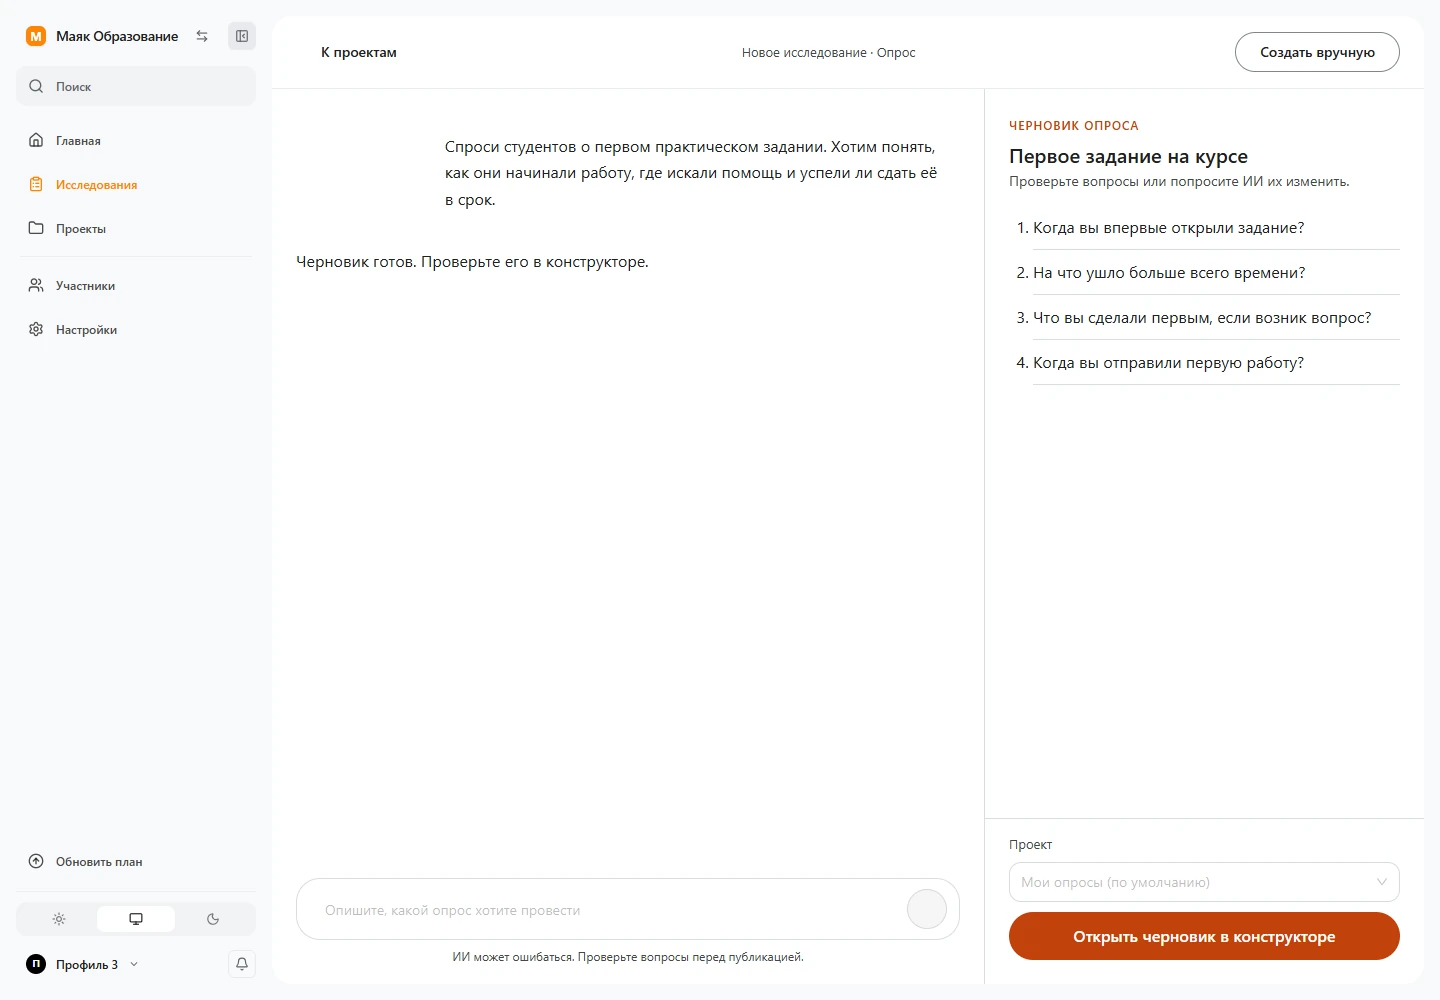 М Маяк Образование
Поиск
Главная
Исследования
Проекты
Участники
Настройки
Обновить план
П Профиль 3
К проектам
Новое исследование · Опрос
Создать вручную
Спроси студентов о первом практическом задании. Хотим понять,
как они начинали работу, где искали помощь и успели ли сдать её
в срок.
Черновик готов. Проверьте его в конструкторе.
Опишите, какой опрос хотите провести
ИИ может ошибаться. Проверьте вопросы перед публикацией.
ЧЕРНОВИК ОПРОСА
Первое задание на курсе
Проверьте вопросы или попросите ИИ их изменить.
1. Когда вы впервые открыли задание?
2. На что ушло больше всего времени?
3. Что вы сделали первым, если возник вопрос?
4. Когда вы отправили первую работу?
Проект
Мои опросы (по умолчанию)
Открыть черновик в конструкторе